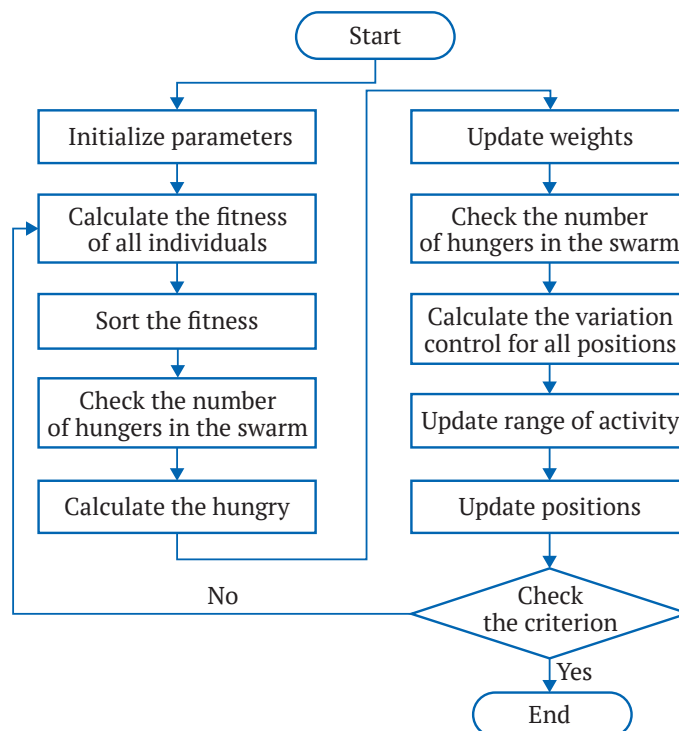 Start
Initialize parameters
Calculate the fitness
of all individuals
Sort the fitness
Check the number
of hungers in the swarm
Calculate the hungry
Update weights
Check the number
of hungers in the swarm
Calculate the variation
control for all positions
Update range of activity
Update positions
Check
the criterion
No
Yes
End